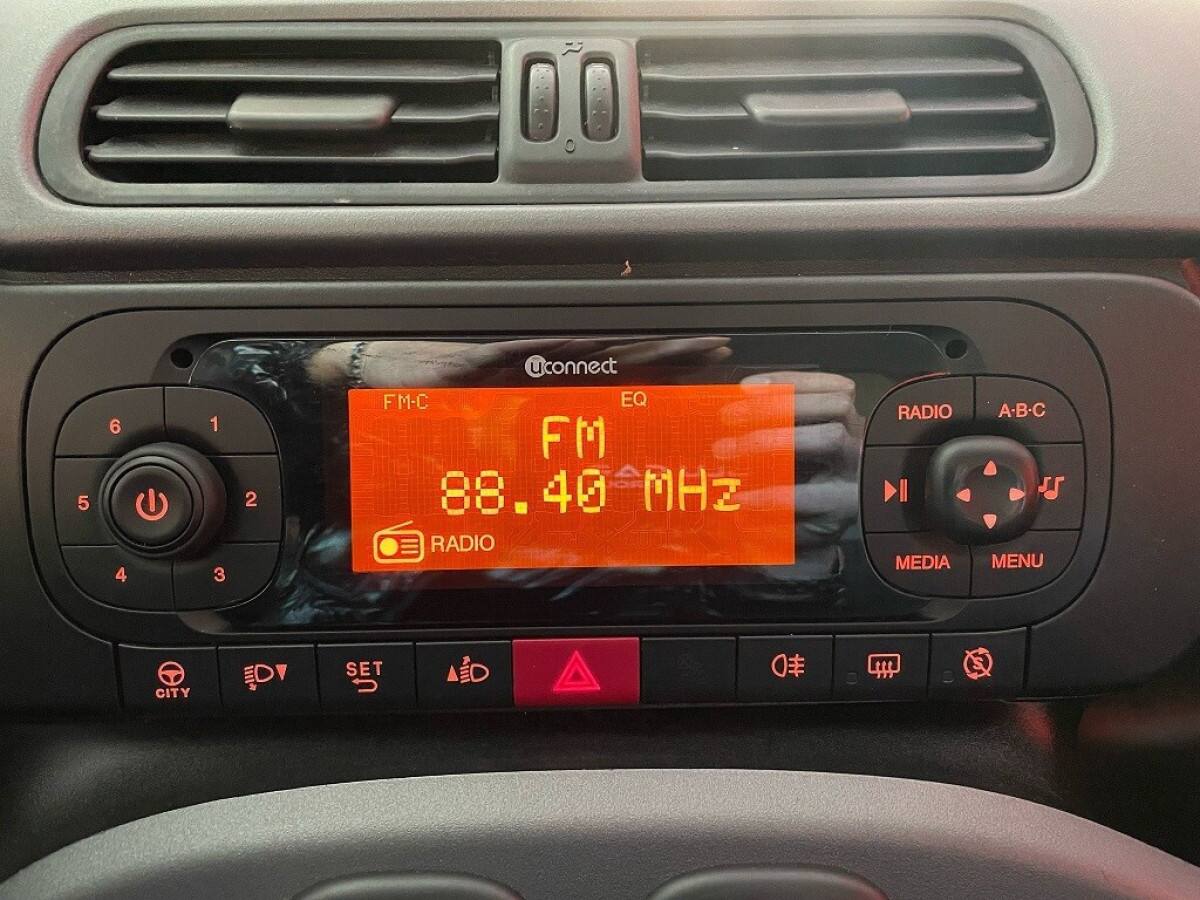 0
uconnect
FM-C EQ
FM
88.40 MHz
RADIO
6 1
5 2
4 3
RADIO A·B·C
MEDIA MENU
CITY
SET